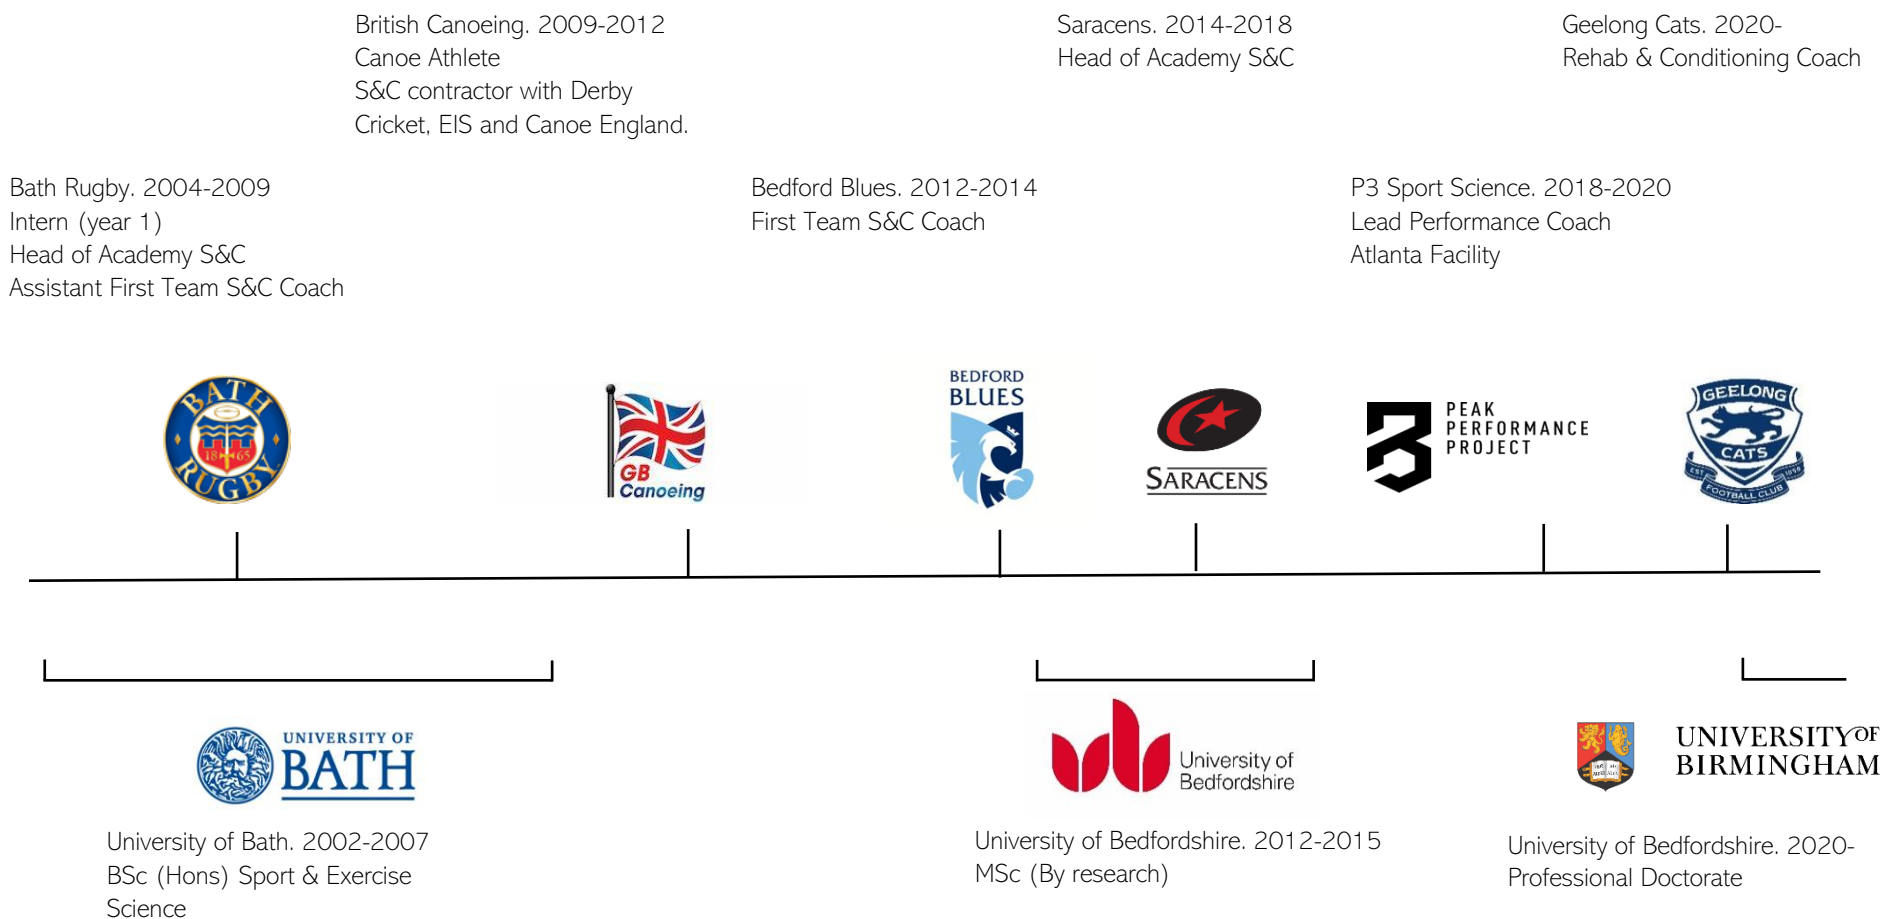 British Canoeing. 2009-2012
Canoe Athlete
S&C contractor with Derby
Cricket, EIS and Canoe England.
Saracens. 2014-2018
Head of Academy S&C
Geelong Cats. 2020-
Rehab & Conditioning Coach
Bath Rugby. 2004-2009
Intern (year 1)
Head of Academy S&C
Assistant First Team S&C Coach
Bedford Blues. 2012-2014
First Team S&C Coach
P3 Sport Science. 2018-2020
Lead Performance Coach
Atlanta Facility
BATH
1865
RUGBY
GB
Canoeing
BEDFORD
BLUES
SARACENS
PEAK
PERFORMANCE
PROJECT
GEELONG
CATS
EST 1859
FOOTBALL CLUB
UNIVERSITY OF
BATH
University of
Bedfordshire
UNIVERSITY OF
BIRMINGHAM
University of Bath. 2002-2007
BSc (Hons) Sport & Exercise
Science
University of Bedfordshire. 2012-2015
MSc (By research)
University of Bedfordshire. 2020-
Professional Doctorate